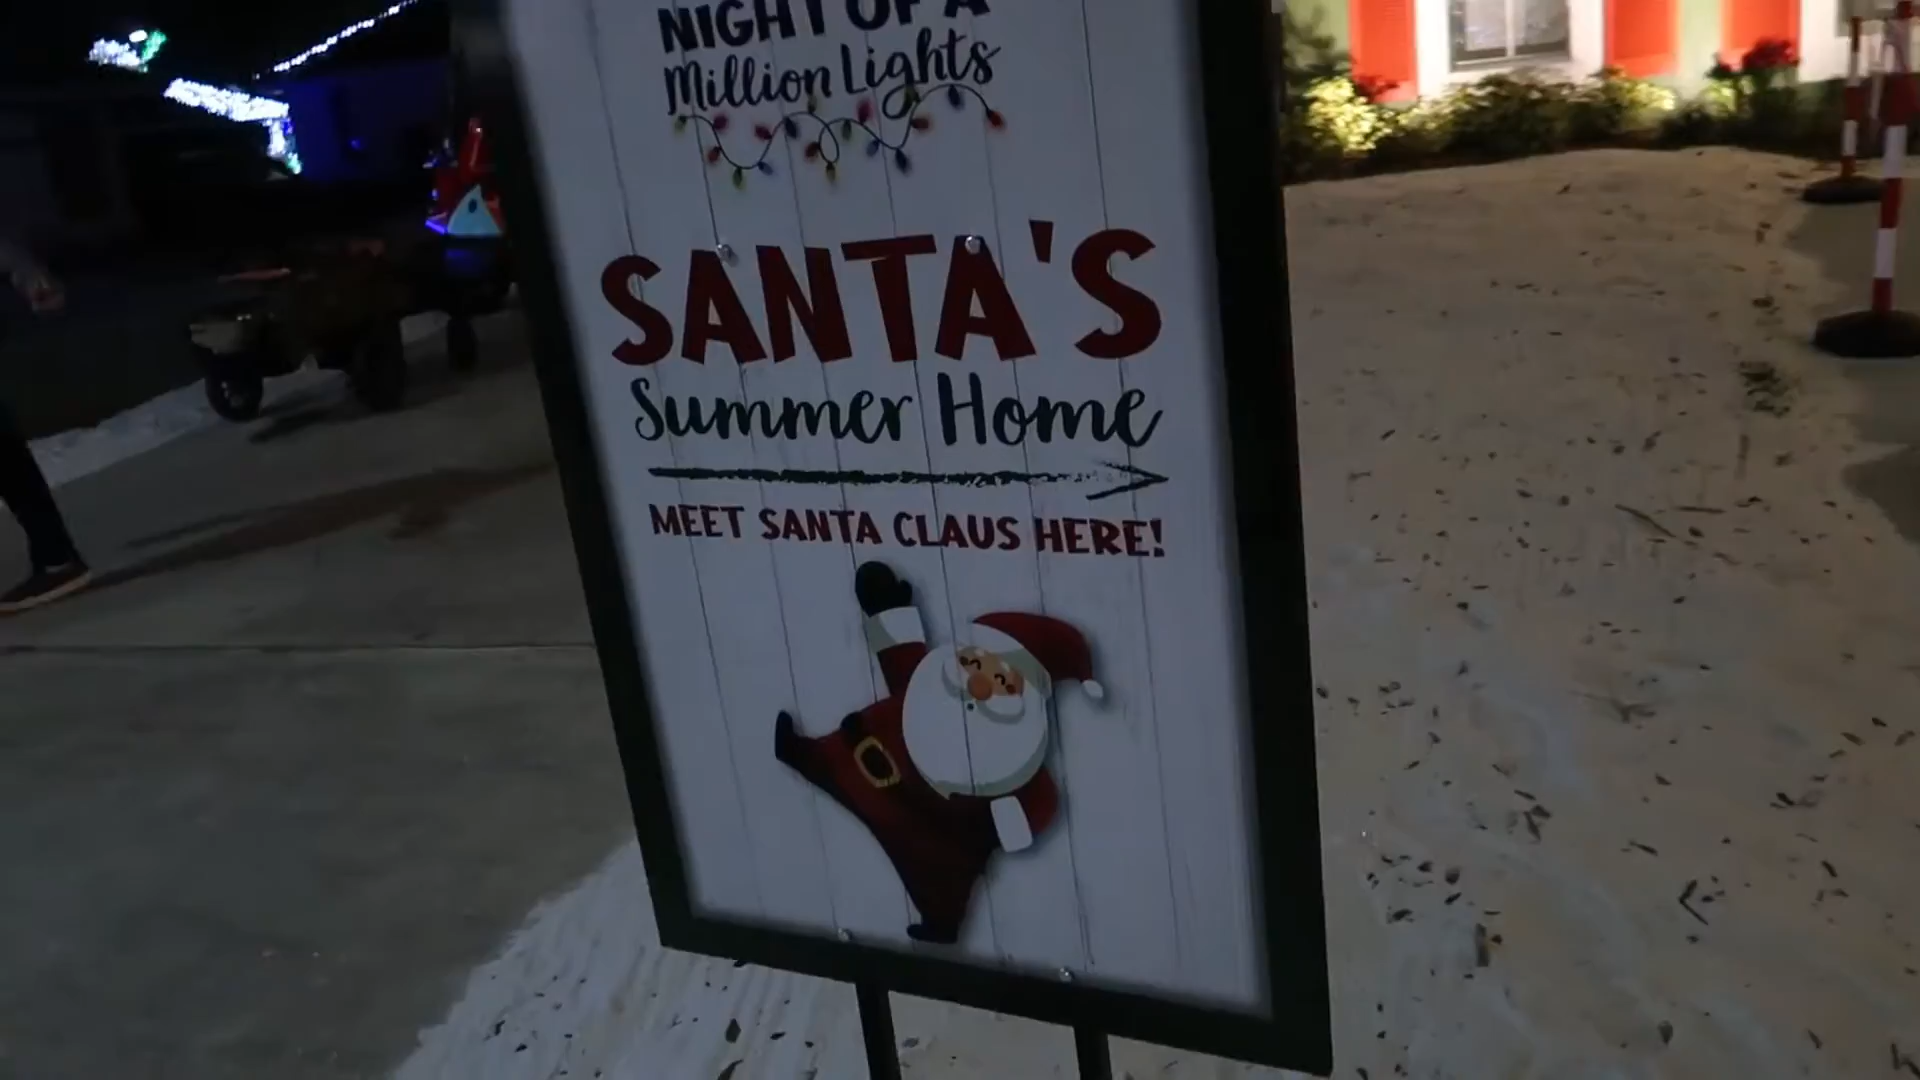 NIGHT OF A
Million Lights
SANTA'S
Summer Home
MEET SANTA CLAUS HERE!